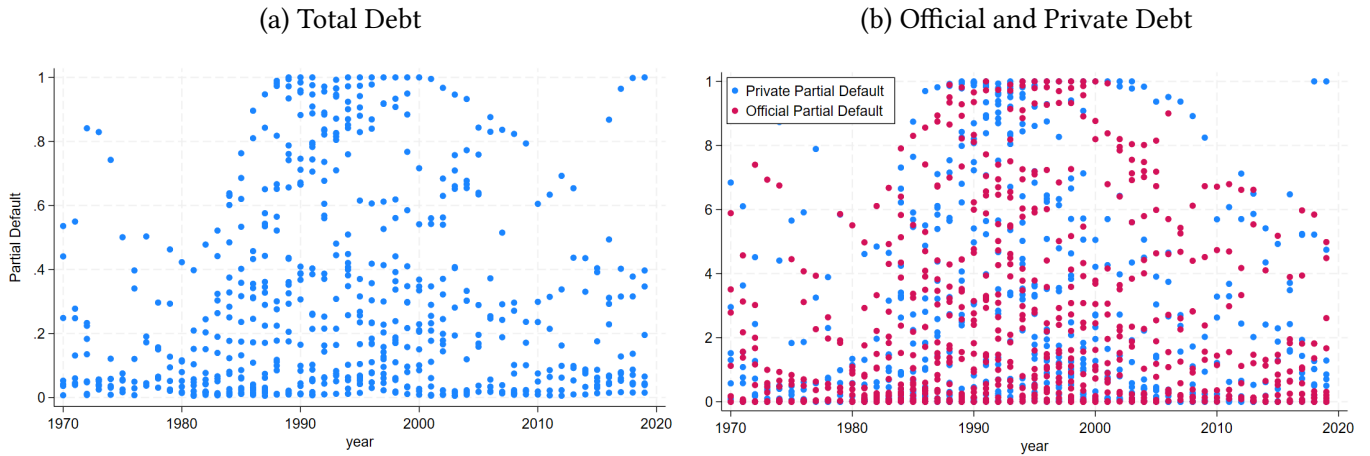 (a) Total Debt
1
.8
.6
.4
.2
0
Partial Default
1970 1980 1990 2000 2010 2020
year
(b) Official and Private Debt
Private Partial Default
Official Partial Default
1
.8
.6
.4
.2
0
1970 1980 1990 2000 2010 2020
year